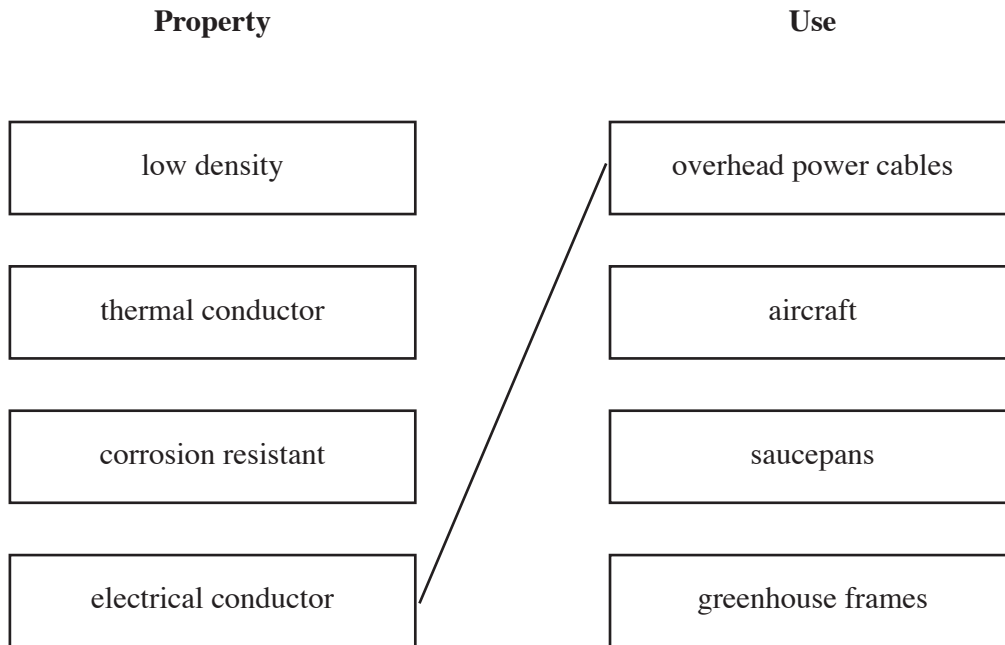 Property
Use
low density
overhead power cables
thermal conductor
aircraft
corrosion resistant
saucepans
electrical conductor
greenhouse frames